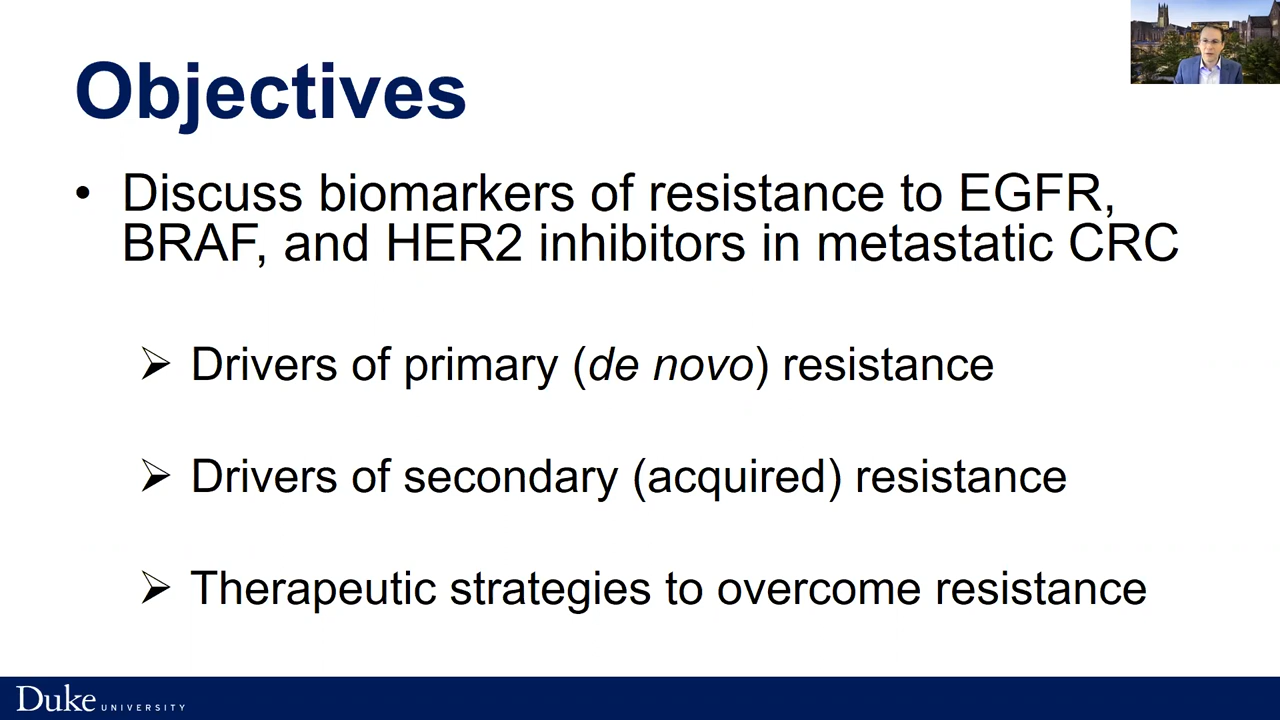 Objectives
• Discuss biomarkers of resistance to EGFR,
BRAF, and HER2 inhibitors in metastatic CRC
➢ Drivers of primary (de novo) resistance
➢ Drivers of secondary (acquired) resistance
➢ Therapeutic strategies to overcome resistance
Duke UNIVERSITY